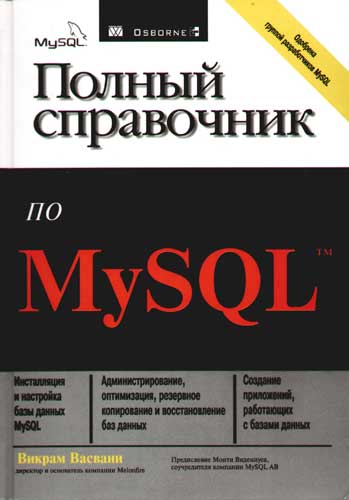 MySQL
W OSBORNE
Одобрена
группой разработчиков MySQL
Полный
справочник
по
MySQL™
Инсталляция
и настройка
базы данных
MySQL
Администрирование,
оптимизация, резервное
копирование и восстановление
баз данных
Создание
приложений,
работающих
с базами данных
Викрам Васвани
директор и основатель компании Melonfire
Предисловие Монти Видениуса,
соучредителя компании MySQL AB